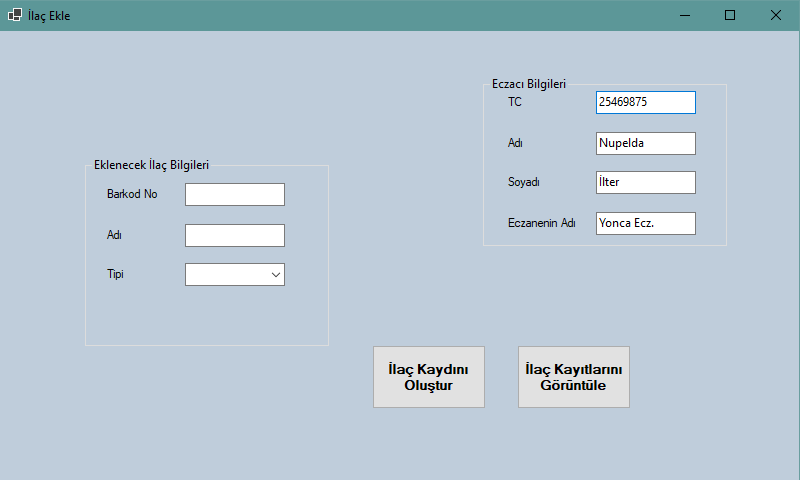 İlaç Ekle
Eczacı Bilgileri
TC 25469875
Adı Nupelda
Soyadı İlter
Eczanenin Adı Yonca Ecz.
Eklenecek İlaç Bilgileri
Barkod No
Adı
Tipi
İlaç Kaydını
Oluştur
İlaç Kayıtlarını
Görüntüle